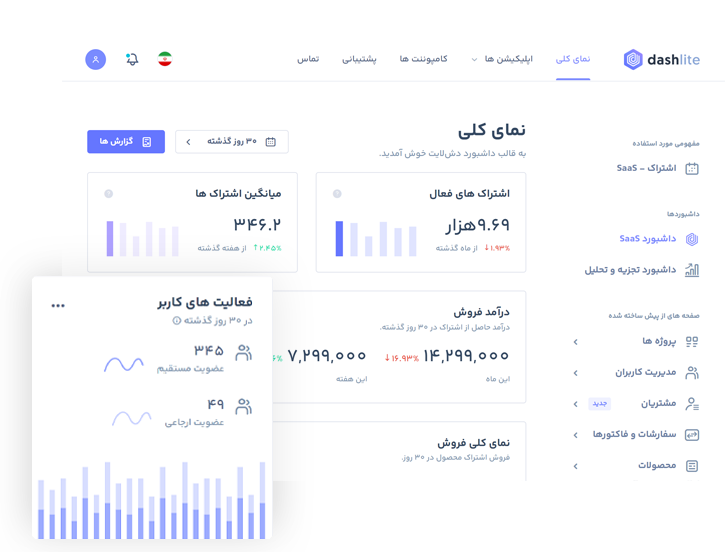 dashlite
نمای کلی
اپلیکیشن ها
کامپوننت ها
پشتیبانی
تماس
مفهومی مورد استفاده
اشتراک - SaaS
داشبوردها
داشبورد SaaS
داشبورد تجزیه و تحلیل
صفحه های از پیش ساخته شده
پروژه ها
مدیریت کاربران
مشتریان
جدید
سفارشات و فاکتورها
محصولات
نمای کلی
به قالب داشبورد دش‌لایت خوش آمدید.
۳۰ روز گذشته
گزارش ها
اشتراک های فعال
۹.۶۹هزار
۱.۹۳% از ماه گذشته
میانگین اشتراک ها
۳۴۶.۲
۲.۴۵% از هفته گذشته
درآمد فروش
درآمد حاصل از اشتراک در ۳۰ روز گذشته.
۱۴,۲۹۹,۰۰۰ ۱۶.۹۳%
این ماه
۷,۲۹۹,۰۰۰
این هفته
نمای کلی فروش
فروش اشتراک محصول در ۳۰ روز.
فعالیت های کاربر
در ۳۰ روز گذشته
۳۴۵
عضویت مستقیم
۴۹
عضویت ارجاعی